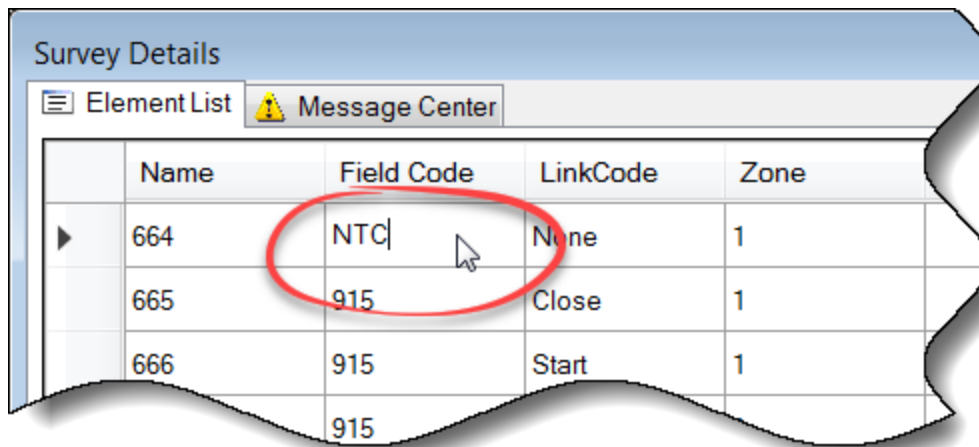 Survey Details
Element List Message Center
Name Field Code LinkCode Zone
664 NTC None 1
665 915 Close 1
666 915 Start 1
915